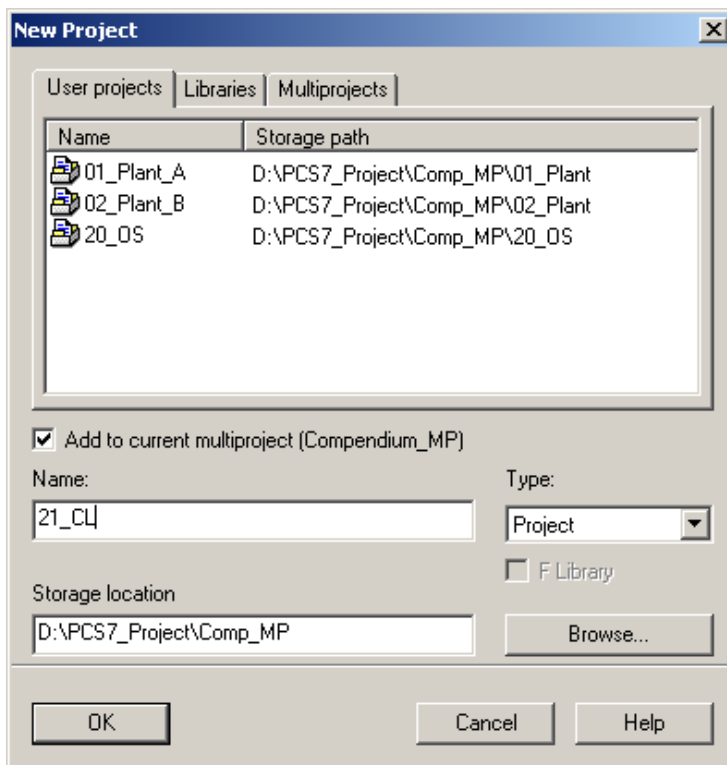 New Project
User projects Libraries Multiprojects
Name Storage path
01_Plant_A D:\PCS7_Project\Comp_MP\01_Plant
02_Plant_B D:\PCS7_Project\Comp_MP\02_Plant
20_OS D:\PCS7_Project\Comp_MP\20_OS
Add to current multiproject (Compendium_MP)
Name: Type:
21_CL Project
F Library
Storage location
D:\PCS7_Project\Comp_MP Browse...
OK Cancel Help